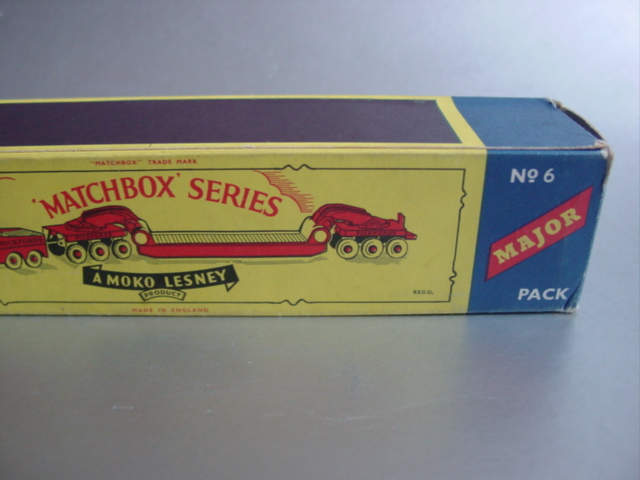 "MATCHBOX" TRADE MARK
'MATCHBOX' SERIES
A MOKO LESNEY
PRODUCT
REGD.
MADE IN ENGLAND
Nº 6
MAJOR
PACK